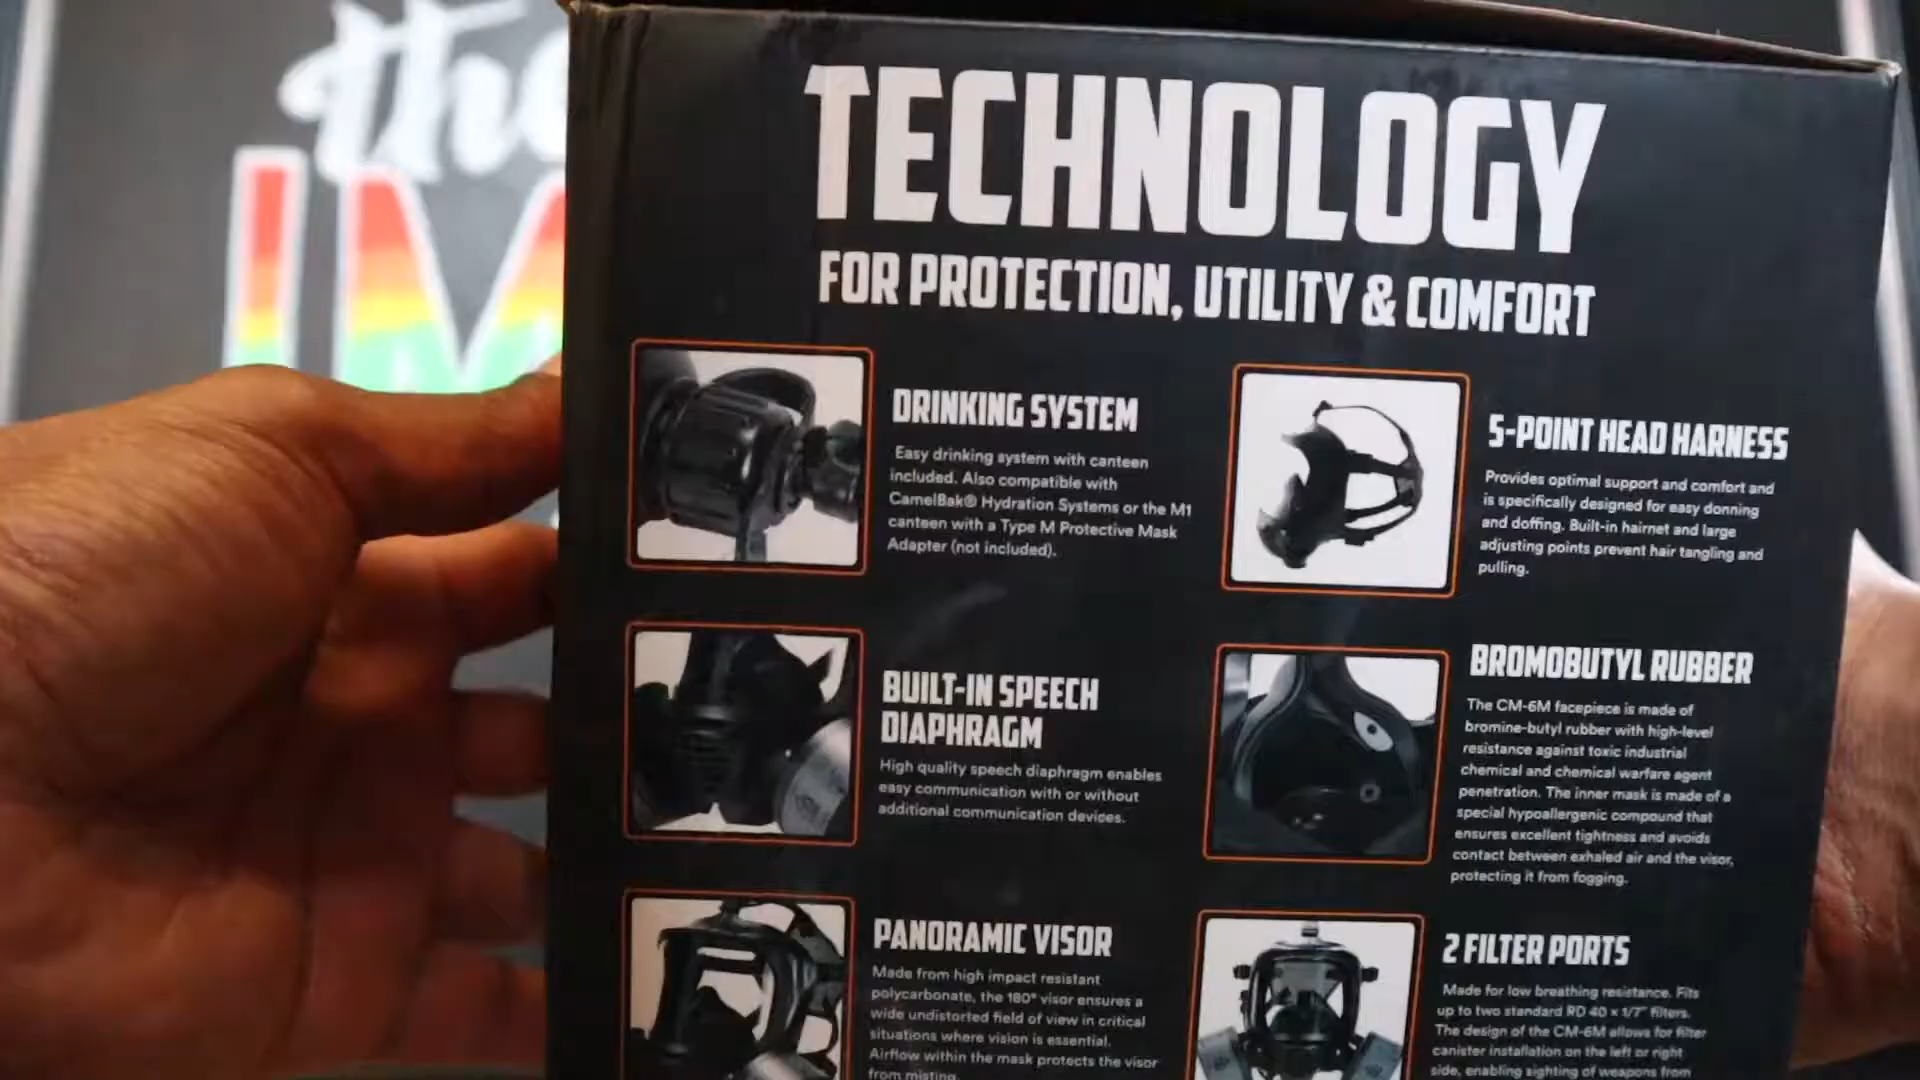 the
IM
TECHNOLOGY
FOR PROTECTION, UTILITY & COMFORT
DRINKING SYSTEM
Easy drinking system with canteen
included. Also compatible with
CamelBak® Hydration Systems or the M1
canteen with a Type M Protective Mask
Adapter (not included).
5-POINT HEAD HARNESS
Provides optimal support and comfort and
is specifically designed for easy donning
and doffing. Built-in hairnet and large
adjusting points prevent hair tangling and
pulling.
BUILT-IN SPEECH
DIAPHRAGM
High quality speech diaphragm enables
easy communication with or without
additional communication devices.
BROMOBUTYL RUBBER
The CM-6M facepiece is made of
bromine-butyl rubber with high-level
resistance against toxic industrial
chemical and chemical warfare agent
penetration. The inner mask is made of a
special hypoallergenic compound that
ensures excellent tightness and avoids
contact between exhaled air and the visor,
protecting it from fogging.
PANORAMIC VISOR
Made from high impact resistant
polycarbonate, the 180° visor ensures a
wide undistorted field of view in critical
situations where vision is essential.
Airflow within the mask protects the visor
from misting.
2 FILTER PORTS
Made for low breathing resistance. Fits
up to two standard RD 40 × 1/7" filters.
The design of the CM-6M allows for filter
canister installation on the left or right
side, enabling sighting of weapons from